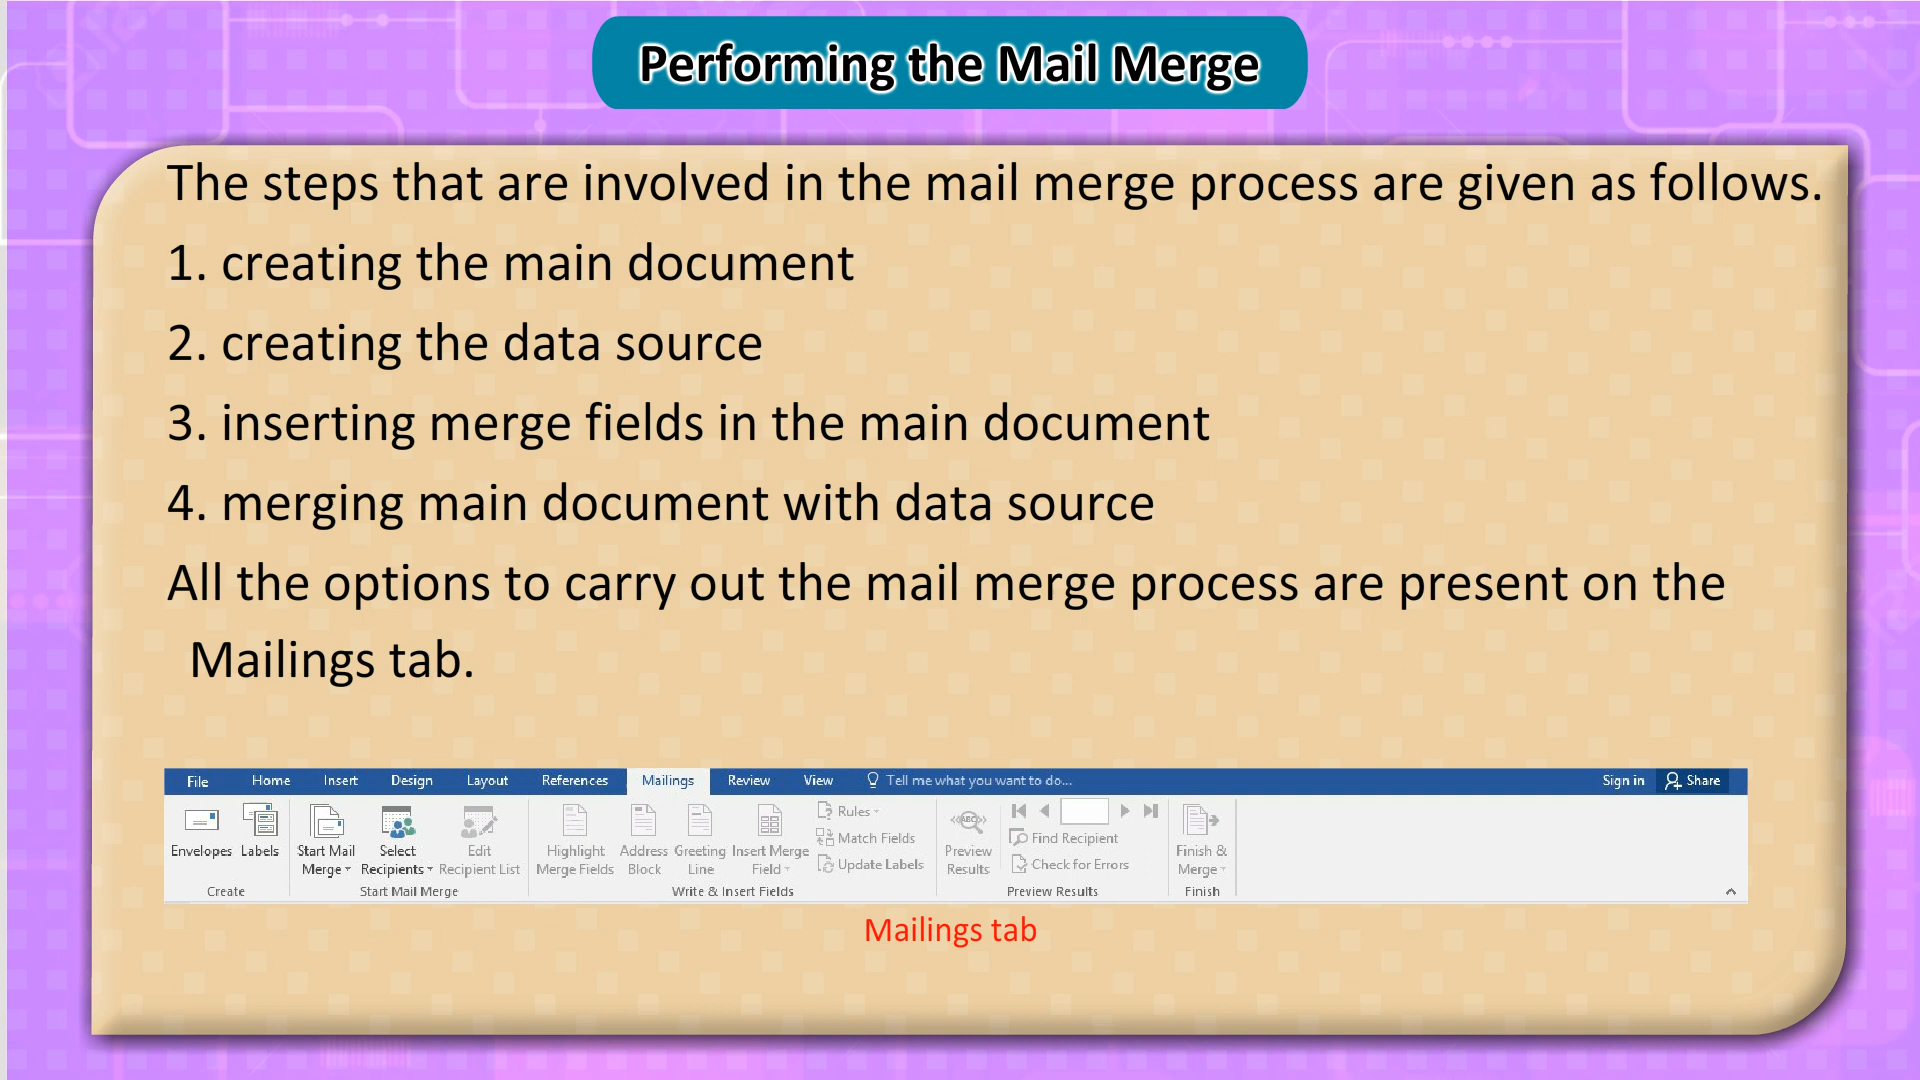 Performing the Mail Merge
The steps that are involved in the mail merge process are given as follows.
1. creating the main document
2. creating the data source
3. inserting merge fields in the main document
4. merging main document with data source
All the options to carry out the mail merge process are present on the
Mailings tab.
File Home Insert Design Layout References Mailings Review View Tell me what you want to do... Sign in Share
Envelopes Labels
Create
Start Mail Merge
Select Recipients
Edit Recipient List
Start Mail Merge
Highlight Merge Fields
Address Block
Greeting Line
Insert Merge Field
Rules
Match Fields
Update Labels
Write & Insert Fields
ABC
Preview Results
Find Recipient
Check for Errors
Preview Results
Finish & Merge
Finish
Mailings tab